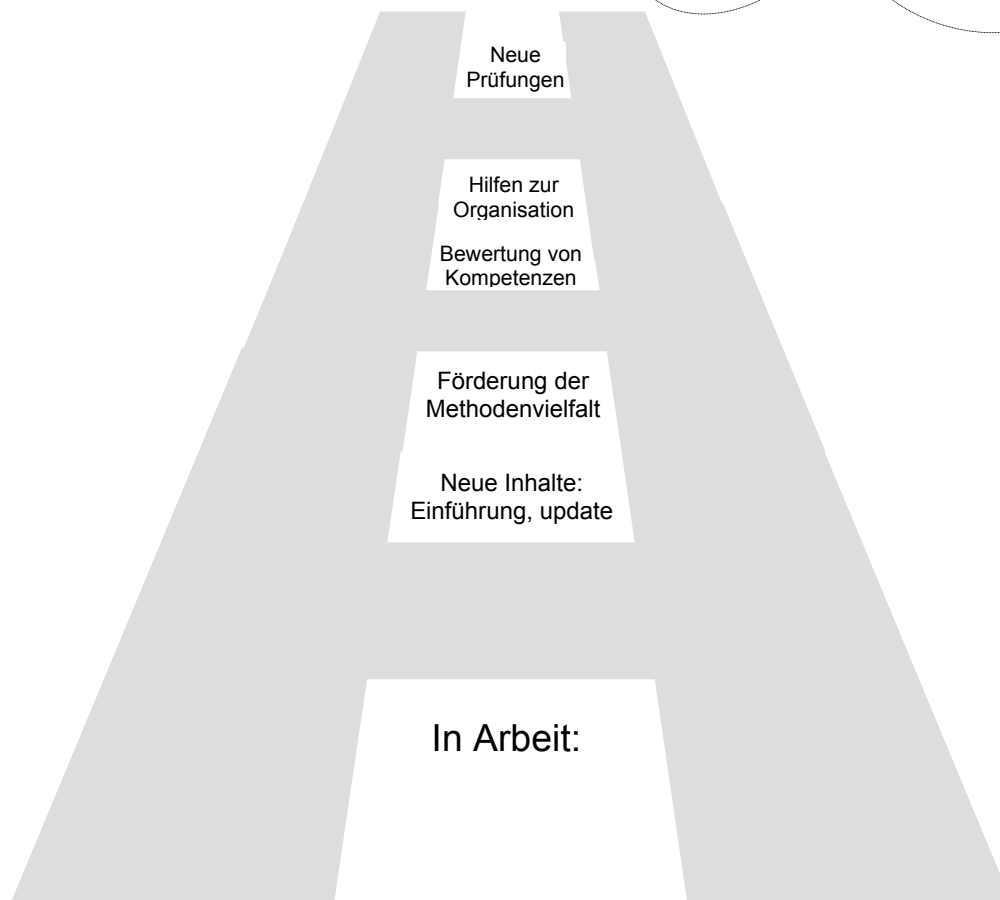 Neue
Prüfungen
Hilfen zur
Organisation
Bewertung von
Kompetenzen
Förderung der
Methodenvielfalt
Neue Inhalte:
Einführung, update
In Arbeit: